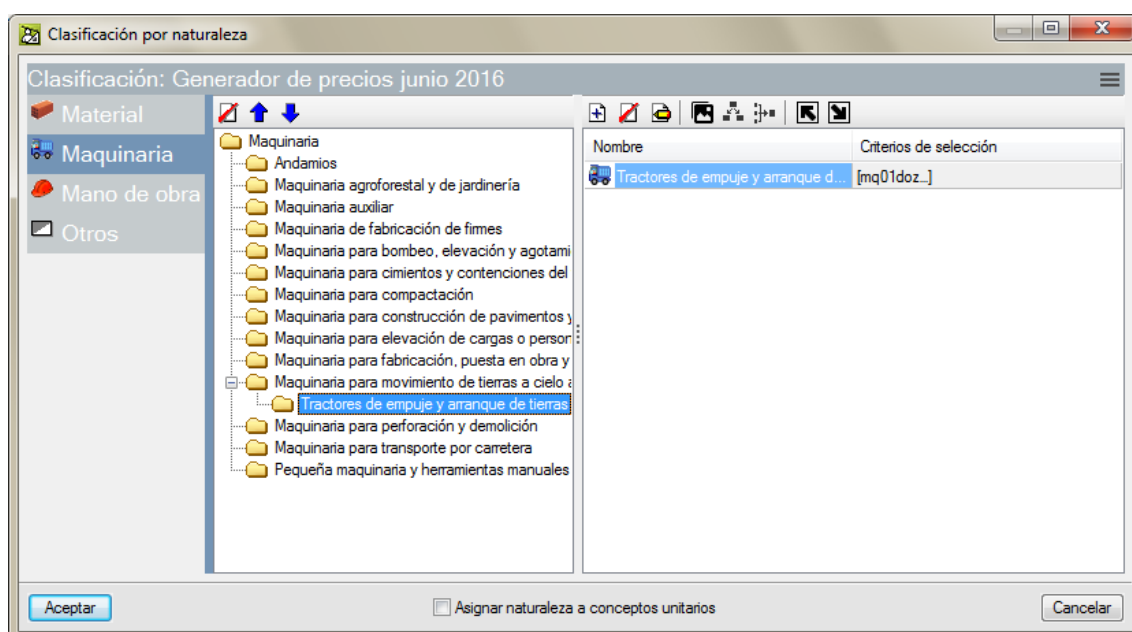 Clasificación por naturaleza
Clasificación: Generador de precios junio 2016
Material
Maquinaria
Mano de obra
Otros
Maquinaria
Andamios
Maquinaria agroforestal y de jardinería
Maquinaria auxiliar
Maquinaria de fabricación de firmes
Maquinaria para bombeo, elevación y agotami
Maquinaria para cimientos y contenciones del
Maquinaria para compactación
Maquinaria para construcción de pavimentos y
Maquinaria para elevación de cargas o person
Maquinaria para fabricación, puesta en obra y
Maquinaria para movimiento de tierras a cielo a
Tractores de empuje y arranque de tierras
Maquinaria para perforación y demolición
Maquinaria para transporte por carretera
Pequeña maquinaria y herramientas manuales
Nombre Criterios de selección
Tractores de empuje y arranque d... [mq01doz...]
Aceptar Asignar naturaleza a conceptos unitarios Cancelar